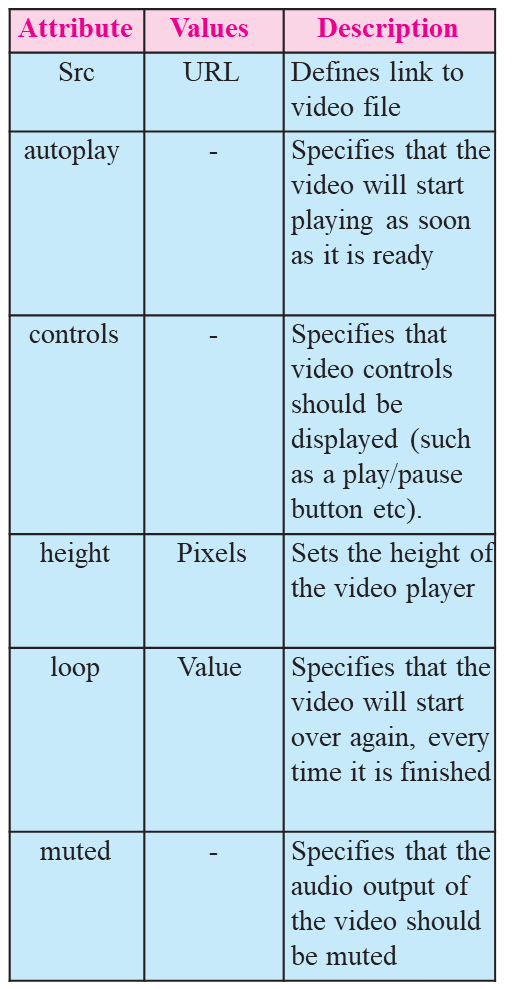 Attribute Values Description
Src URL Defines link to
video file
autoplay - Specifies that the
video will start
playing as soon
as it is ready
controls - Specifies that
video controls
should be
displayed (such
as a play/pause
button etc).
height Pixels Sets the height of
the video player
loop Value Specifies that the
video will start
over again, every
time it is finished
muted - Specifies that the
audio output of
the video should
be muted